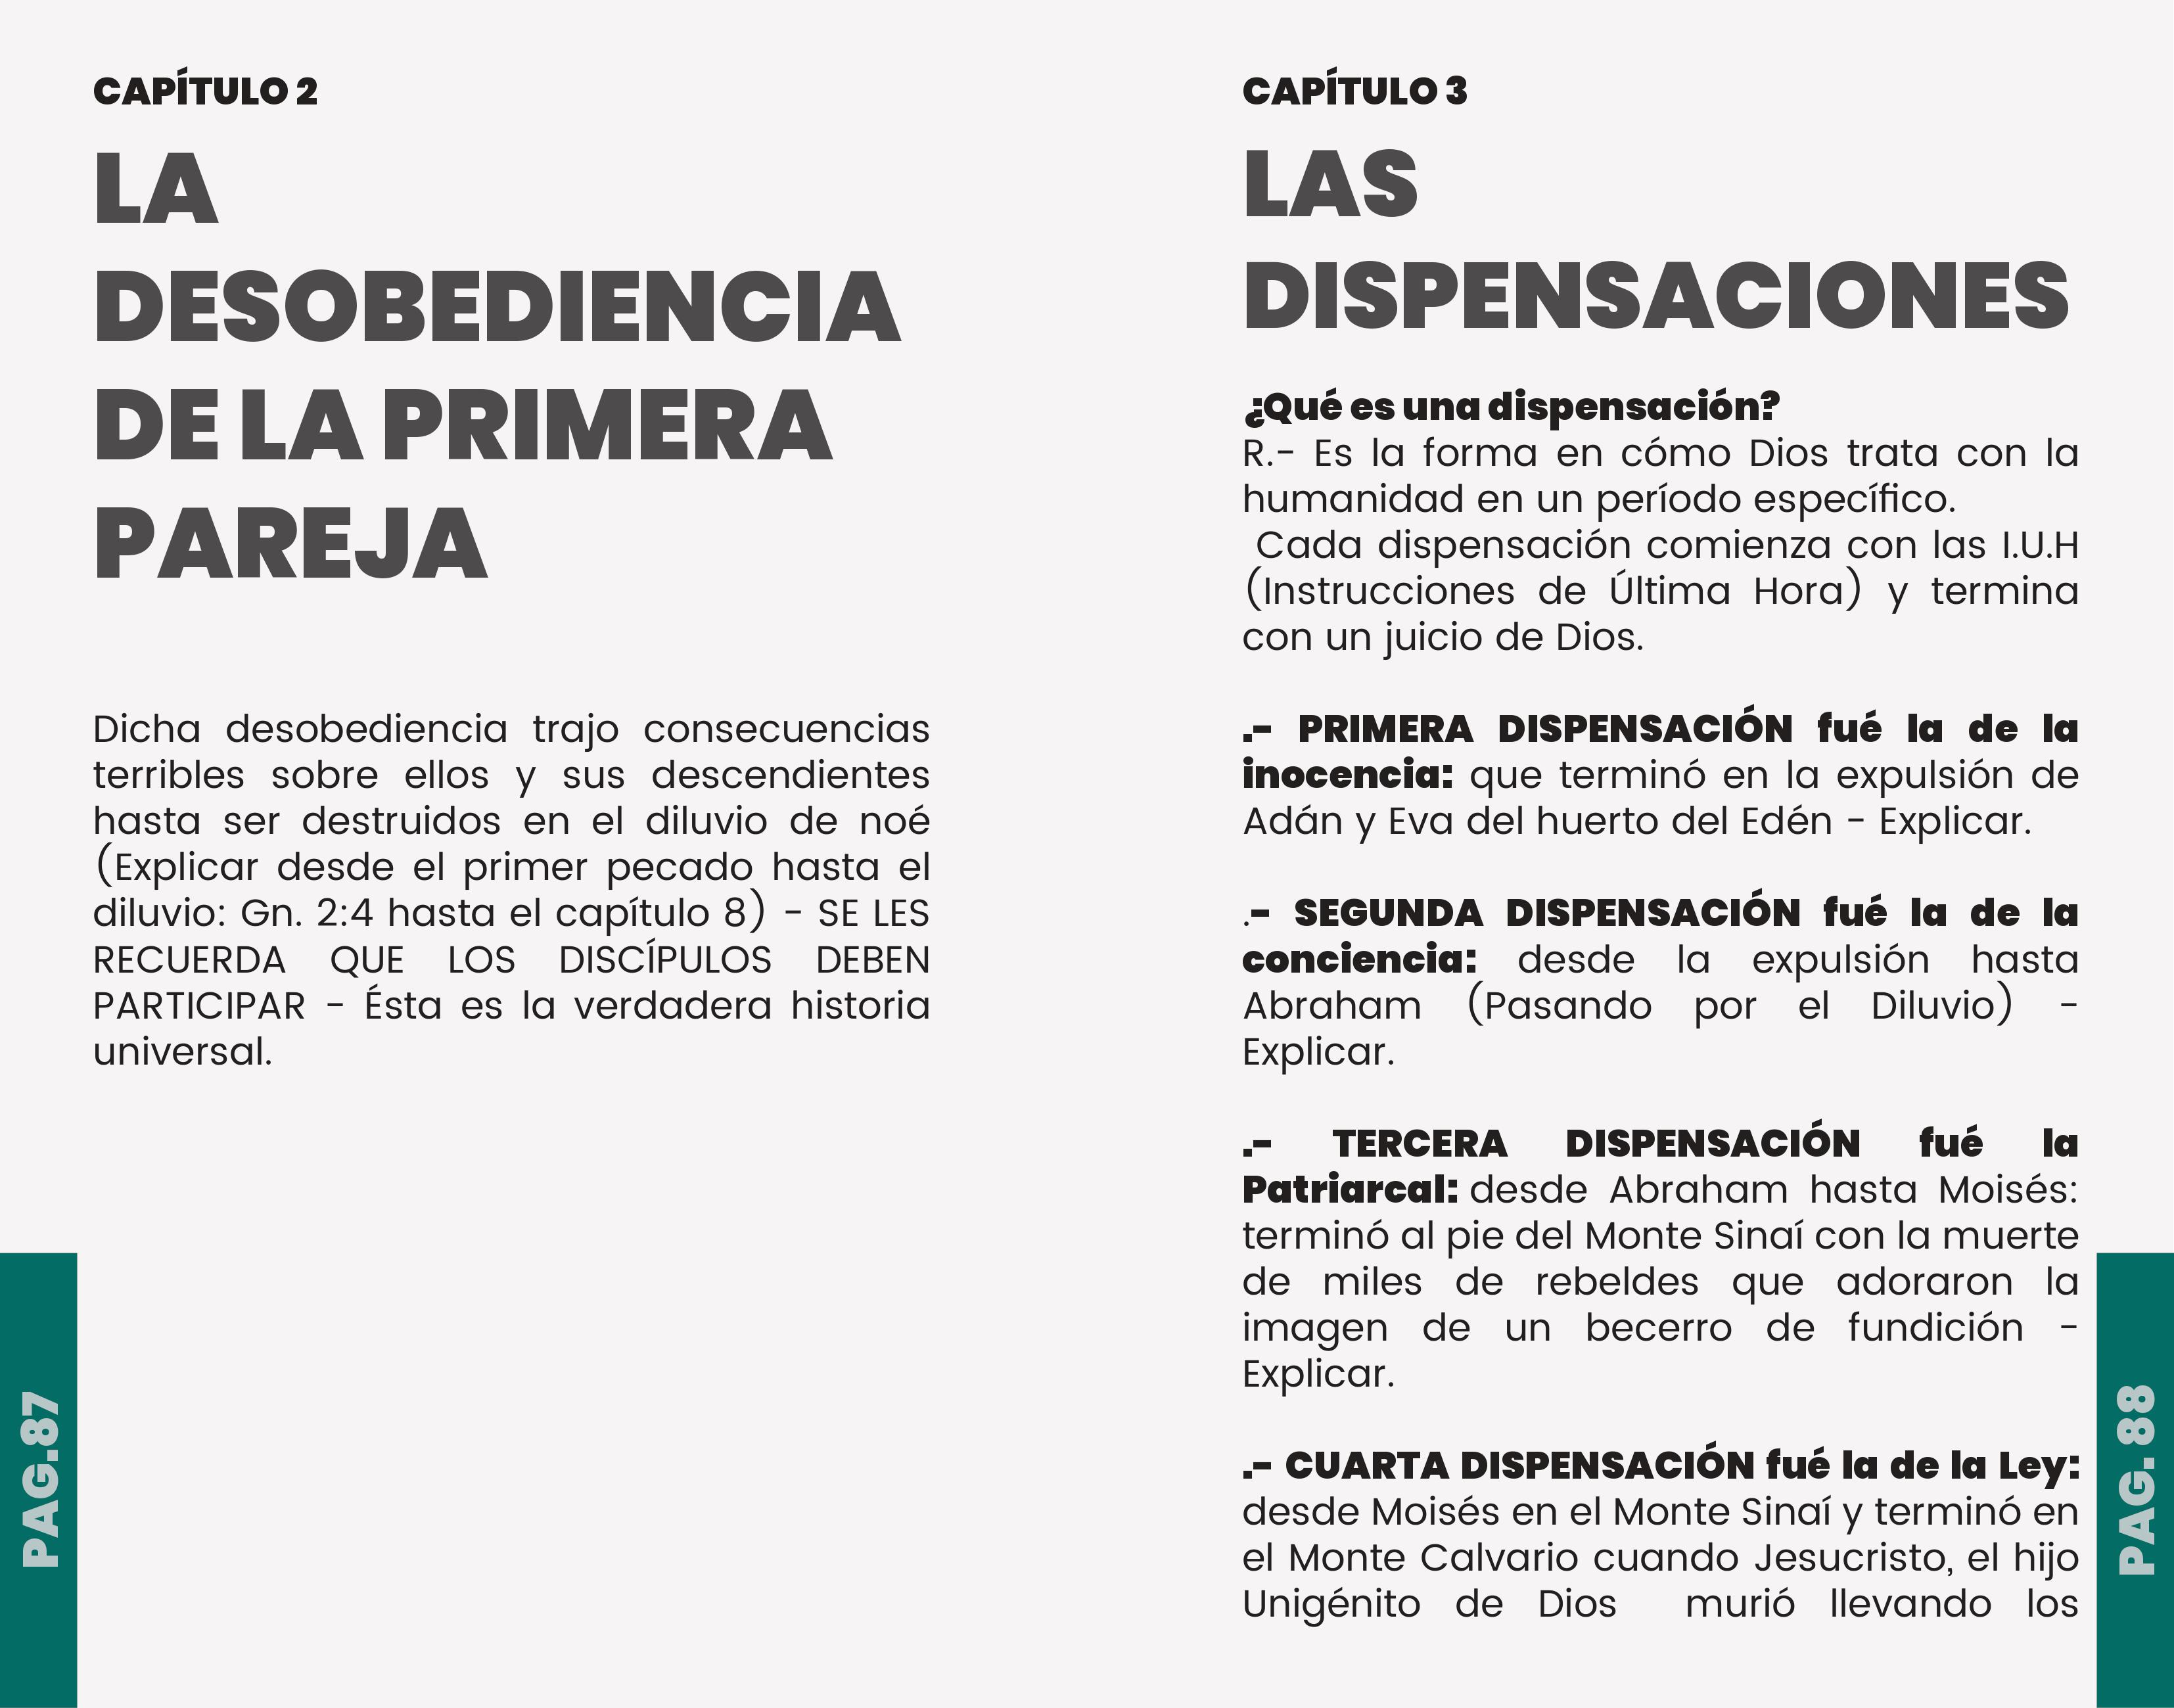 CAPÍTULO 2
LA
DESOBEDIENCIA
DE LA PRIMERA
PAREJA
Dicha desobediencia trajo consecuencias
terribles sobre ellos y sus descendientes
hasta ser destruidos en el diluvio de noé
(Explicar desde el primer pecado hasta el
diluvio: Gn. 2:4 hasta el capítulo 8) - SE LES
RECUERDA QUE LOS DISCÍPULOS DEBEN
PARTICIPAR - Ésta es la verdadera historia
universal.
PAG.87
CAPÍTULO 3
LAS
DISPENSACIONES
¿Qué es una dispensación?
R.- Es la forma en cómo Dios trata con la
humanidad en un período específico.
Cada dispensación comienza con las I.U.H
(Instrucciones de Última Hora) y termina
con un juicio de Dios.
.- PRIMERA DISPENSACIÓN fué la de la
inocencia: que terminó en la expulsión de
Adán y Eva del huerto del Edén - Explicar.
.- SEGUNDA DISPENSACIÓN fué la de la
conciencia: desde la expulsión hasta
Abraham (Pasando por el Diluvio) -
Explicar.
.- TERCERA DISPENSACIÓN fué la
Patriarcal: desde Abraham hasta Moisés:
terminó al pie del Monte Sinaí con la muerte
de miles de rebeldes que adoraron la
imagen de un becerro de fundición -
Explicar.
.- CUARTA DISPENSACIÓN fué la de la Ley:
desde Moisés en el Monte Sinaí y terminó en
el Monte Calvario cuando Jesucristo, el hijo
Unigénito de Dios murió llevando los
PAG. 88